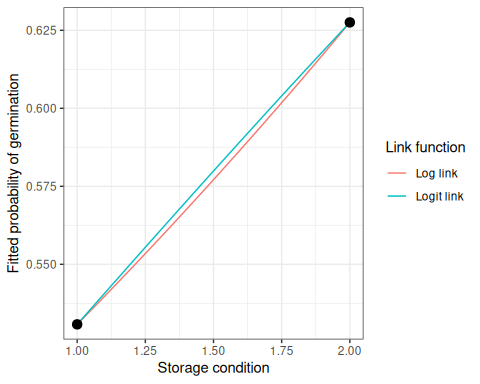 0.625
0.600
0.575
0.550
Fitted probability of germination
1.00 1.25 1.50 1.75 2.00
Storage condition
Link function
Log link
Logit link